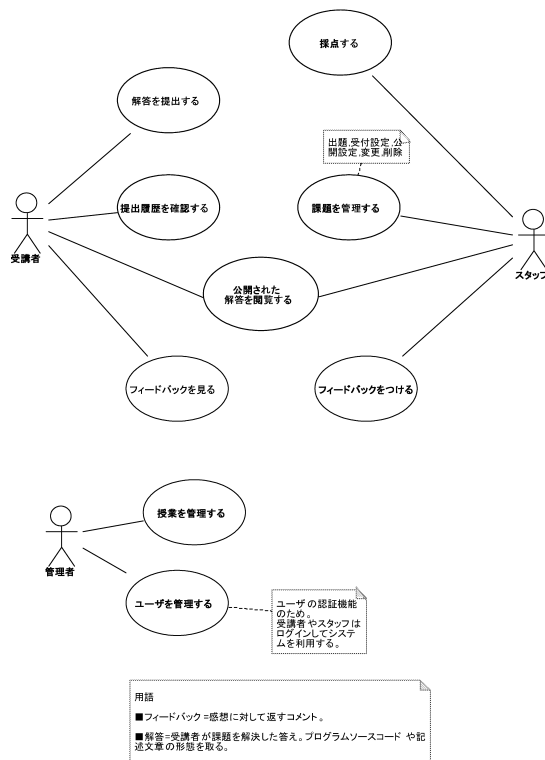 採点する
解答を提出する
出題,受付設定,公
開設定,変更,削除
提出履歴を確認する
課題を管理する
受講者
スタッフ
公開された
解答を閲覧する
フィードバックを見る
フィードバックをつける
授業を管理する
管理者
ユーザを管理する
ユーザの認証機能
のため。
受講者やスタッフは
ログインしてシステ
ムを利用する。
用語
■フィードバック=感想に対して返すコメント。
■解答=受講者が課題を解決した答え。プログラムソースコード や記
述文章の形態を取る。